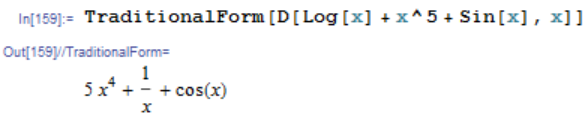 In[159]:= TraditionalForm[D[Log[x] + x^5 + Sin[x], x]]
Out[159]//TraditionalForm=
5 x⁴ + 1/x + cos(x)